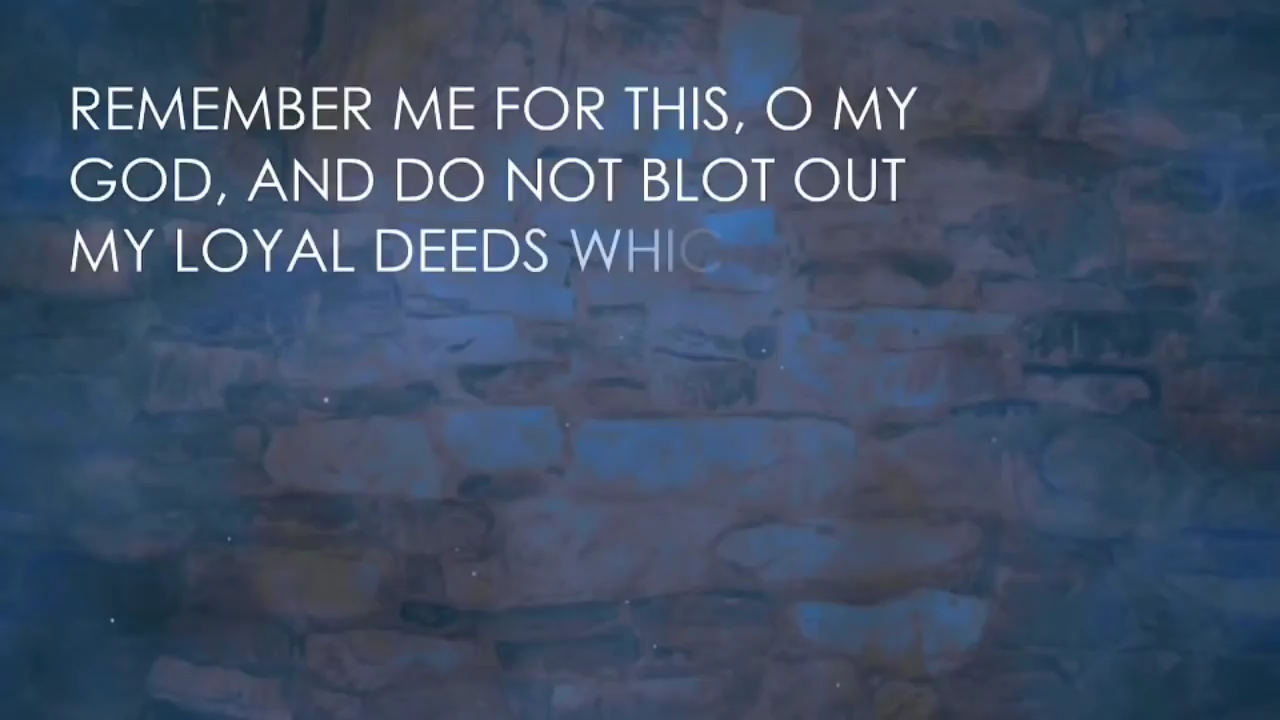 REMEMBER ME FOR THIS, O MY
GOD, AND DO NOT BLOT OUT
MY LOYAL DEEDS WHIC